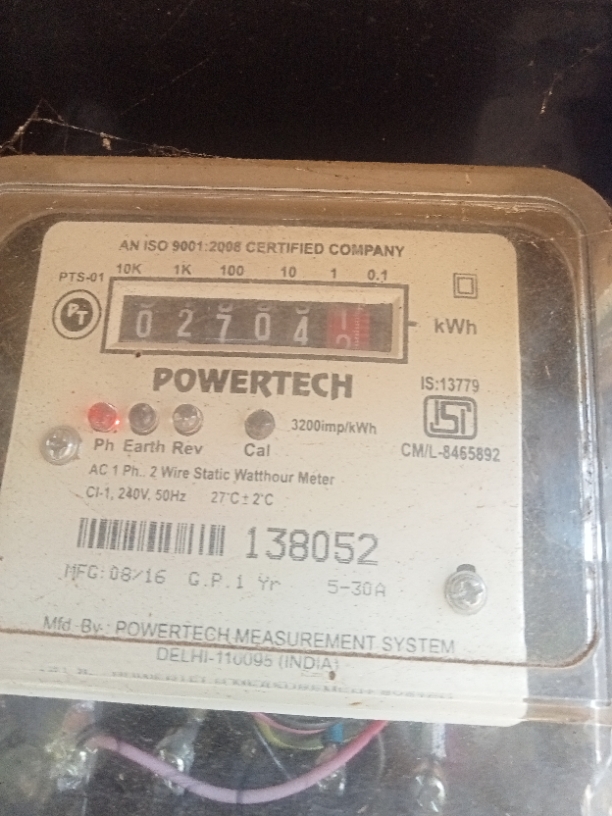 AN ISO 9001:2008 CERTIFIED COMPANY
PTS-01 10K 1K 100 10 1 0.1
PT
0 2 7 0 4 1 kWh
POWERTECH
IS:13779
ISI
3200imp/kWh
CM/L-8465892
Ph Earth Rev Cal
AC 1 Ph.. 2 Wire Static Watthour Meter
Cl-1, 240V, 50Hz 27°C ± 2°C
138052
MFG:08/16 G.P.1 Yr 5-30A
Mfd.-By.: POWERTECH MEASUREMENT SYSTEM
DELHI-110095 (INDIA)